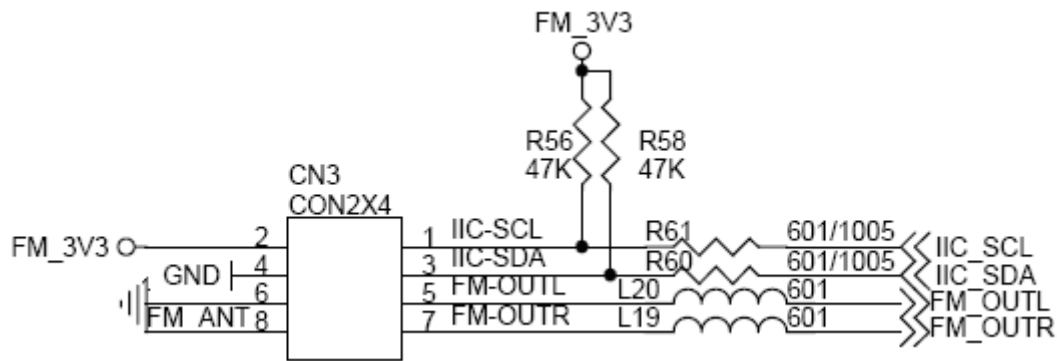 FM_3V3
R56 R58
47K 47K
CN3
CON2X4
FM_3V3 2 1 IIC-SCL R61 601/1005 IIC_SCL
GND 4 3 IIC-SDA R60 601/1005 IIC_SDA
6 5 FM-OUTL L20 601 FM_OUTL
FM_ANT 8 7 FM-OUTR L19 601 FM_OUTR